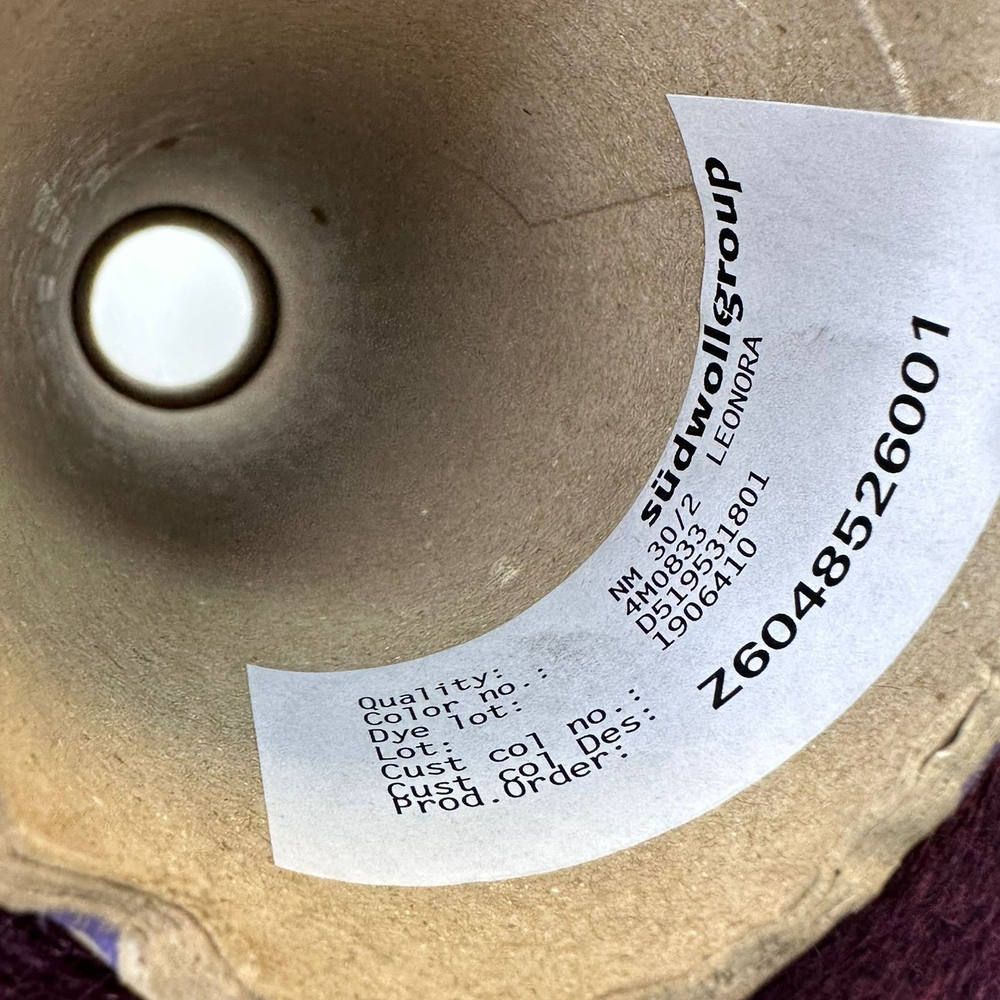 südwollgroup
Quality: NM 30/2 LEONORA
Color no.: 4M0833
Dye lot: D519531801
Lot: 1906410
Cust col no.:
Cust col Des:
Prod.Order:
Z6048526001